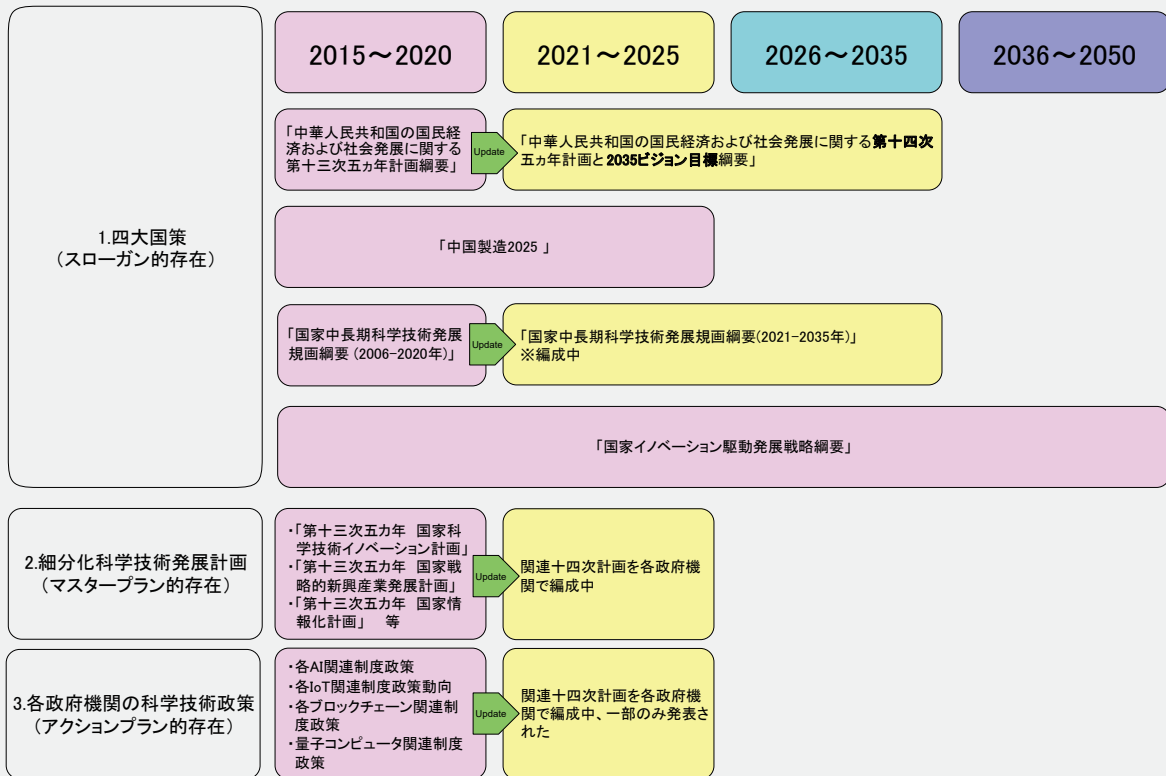 2015～2020
2021～2025
2026～2035
2036～2050
1.四大国策
（スローガン的存在）
「中華人民共和国の国民経
済および社会発展に関する
第十三次五ヵ年計画綱要」
Update
「中華人民共和国の国民経済および社会発展に関する第十四次
五ヵ年計画と2035ビジョン目標綱要」
「中国製造2025 」
「国家中長期科学技術発展
規画綱要 (2006-2020年)」
Update
「国家中長期科学技術発展規画綱要(2021-2035年)」
※編成中
「国家イノベーション駆動発展戦略綱要」
2.細分化科学技術発展計画
（マスタープラン的存在）
・「第十三次五カ年　国家科
学技術イノベーション計画」
・「第十三次五カ年　国家戦
略的新興産業発展計画」
・「第十三次五カ年　国家情
報化計画」　等
Update
関連十四次計画を各政府機
関で編成中
3.各政府機関の科学技術政策
（アクションプラン的存在）
・各AI関連制度政策
・各IoT関連制度政策動向
・各ブロックチェーン関連制
度政策
・量子コンピュータ関連制度
政策
Update
関連十四次計画を各政府機
関で編成中、一部のみ発表さ
れた